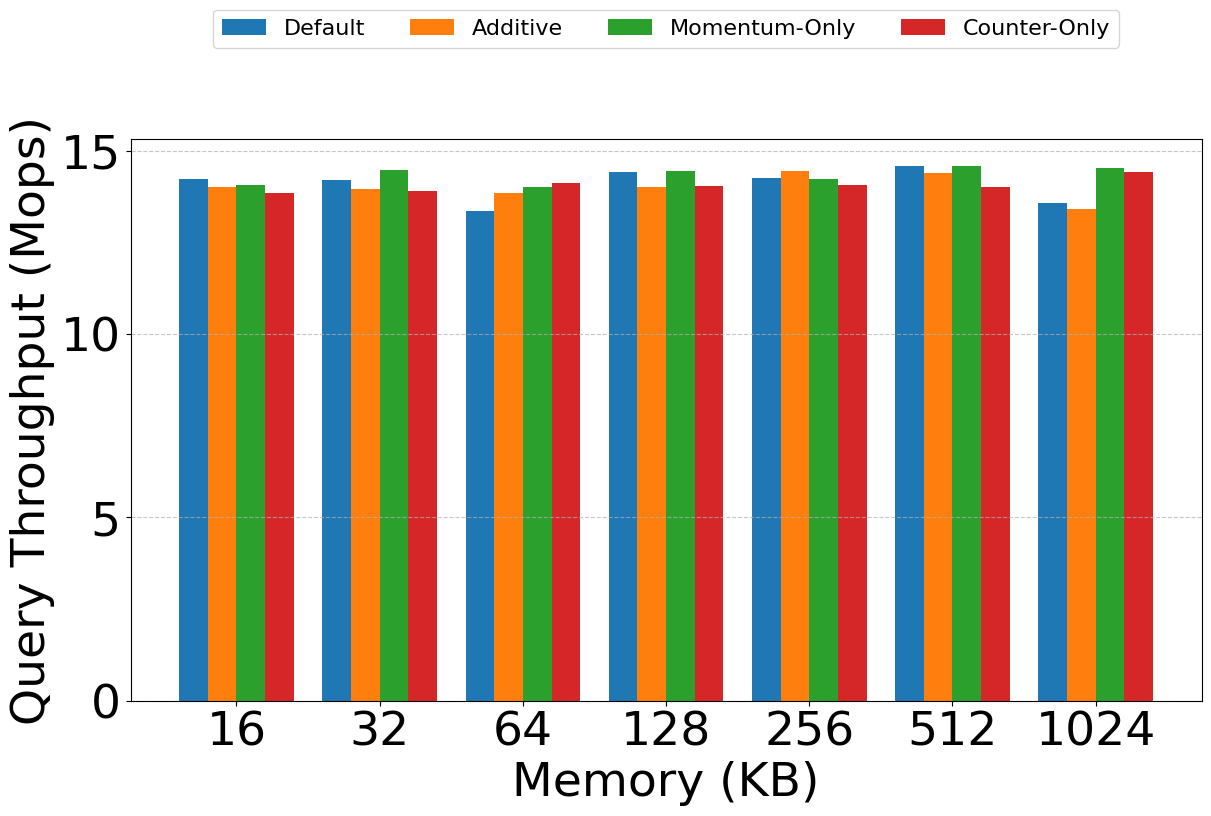 Default Additive Momentum-Only Counter-Only
Query Throughput (Mops)
15
10
5
0
16 32 64 128 256 512 1024
Memory (KB)